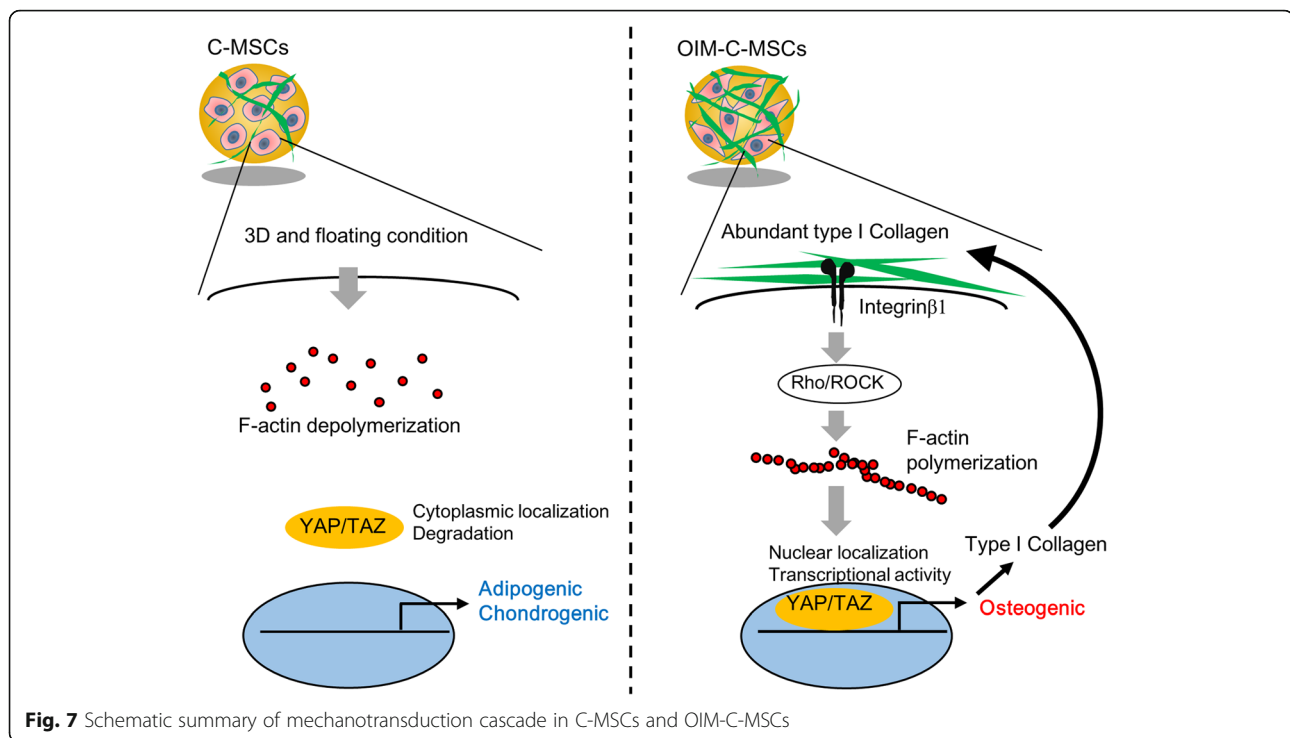 C-MSCs
3D and floating condition
F-actin depolymerization
YAP/TAZ
Cytoplasmic localization
Degradation
Adipogenic
Chondrogenic
OIM-C-MSCs
Abundant type I Collagen
Integrinβ1
Rho/ROCK
F-actin
polymerization
Nuclear localization
Transcriptional activity
YAP/TAZ
Osteogenic
Type I Collagen
Fig. 7 Schematic summary of mechanotransduction cascade in C-MSCs and OIM-C-MSCs